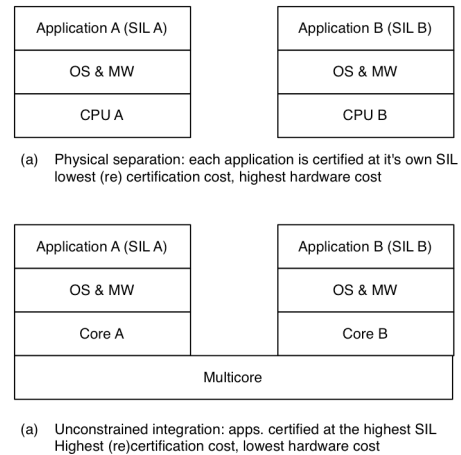 Application A (SIL A)
Application B (SIL B)
OS & MW
OS & MW
CPU A
CPU B
(a) Physical separation: each application is certified at it's own SIL
lowest (re) certification cost, highest hardware cost
Application A (SIL A)
Application B (SIL B)
OS & MW
OS & MW
Core A
Core B
Multicore
(a) Unconstrained integration: apps. certified at the highest SIL
Highest (re)certification cost, lowest hardware cost